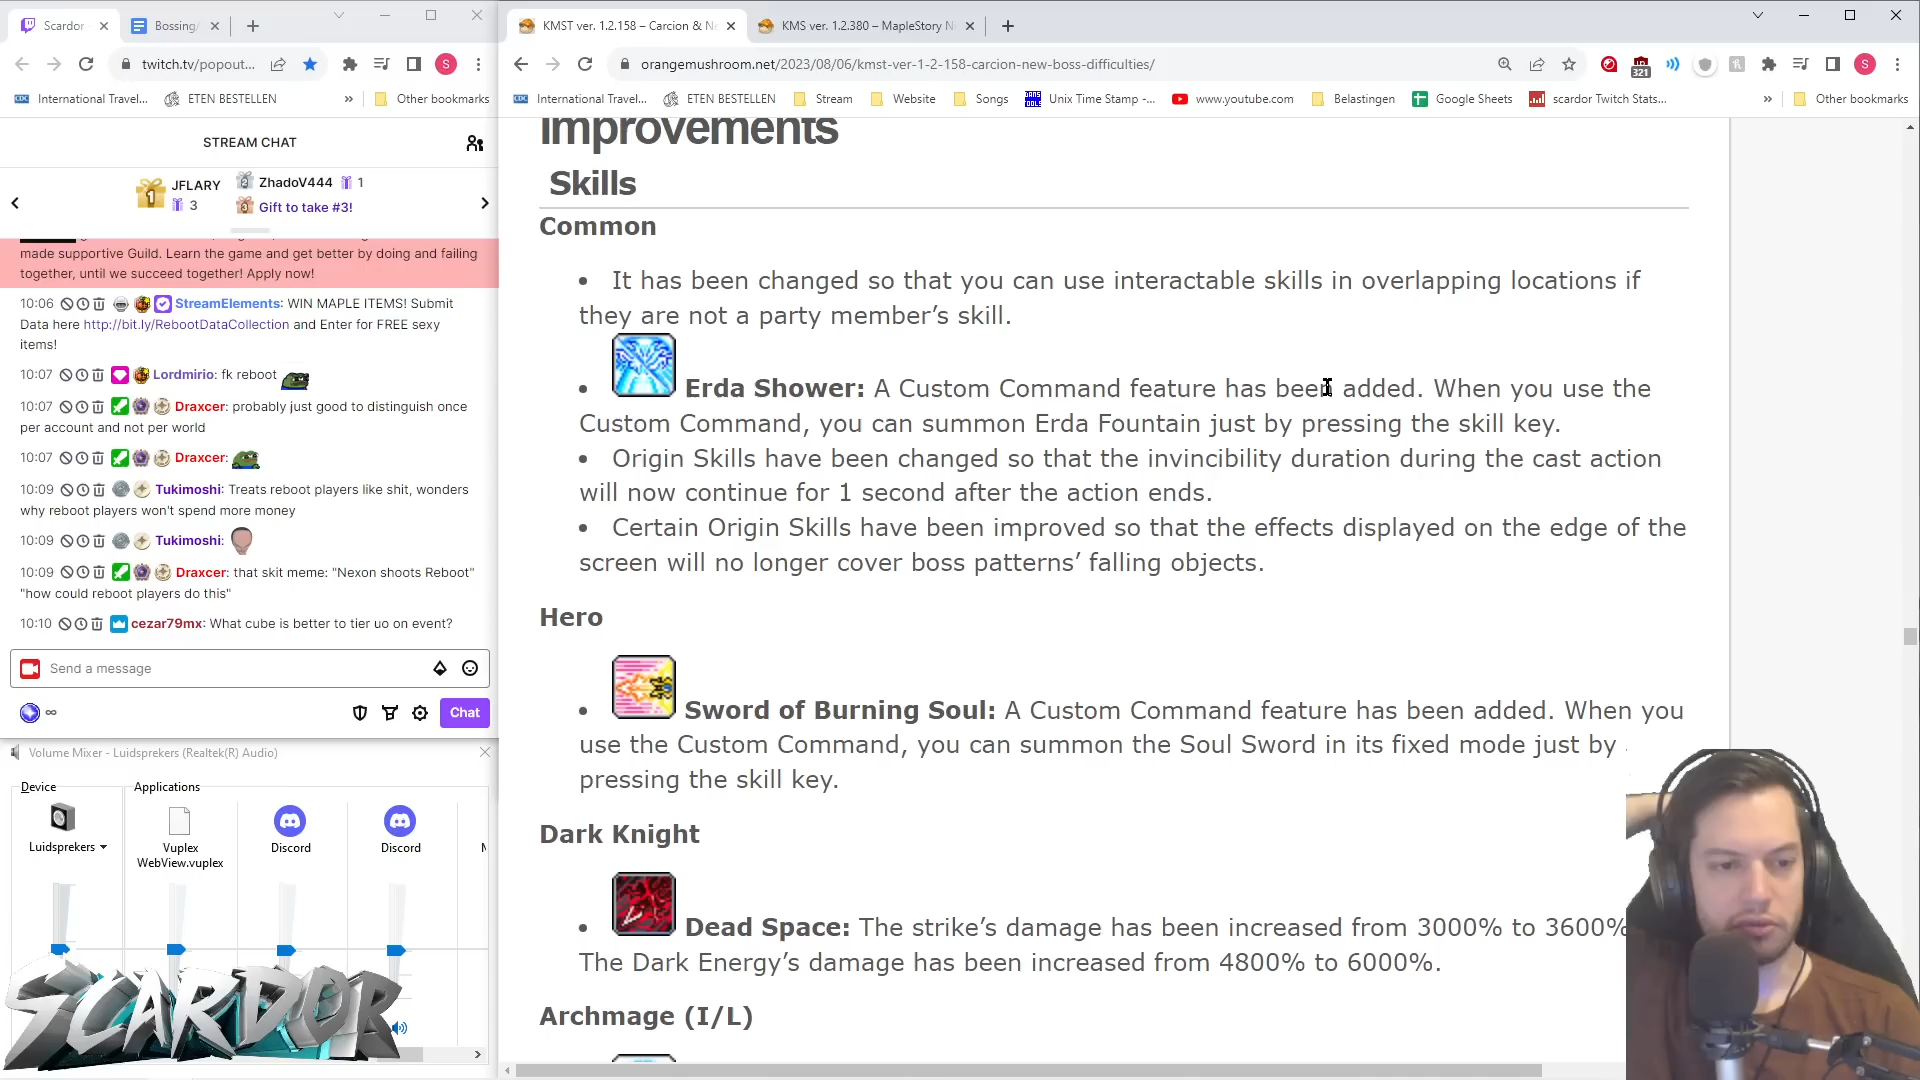 Scardor
Bossing/
KMST ver. 1.2.158 – Carcion & Ne
KMS ver. 1.2.380 – MapleStory N
twitch.tv/popout...
S
orangemushroom.net/2023/08/06/kmst-ver-1-2-158-carcion-new-boss-difficulties/
321
S
CDC International Travel...
ETEN BESTELLEN
»
Other bookmarks
CDC International Travel...
ETEN BESTELLEN
Stream
Website
Songs
Unix Time Stamp -...
www.youtube.com
Belastingen
Google Sheets
scardor Twitch Stats...
»
Other bookmarks
STREAM CHAT
1 JFLARY
3
2 ZhadoV444 1
3 Gift to take #3!
made supportive Guild. Learn the game and get better by doing and failing
together, until we succeed together! Apply now!
10:06 StreamElements: WIN MAPLE ITEMS! Submit
Data here http://bit.ly/RebootDataCollection and Enter for FREE sexy
items!
10:07 Lordmirio: fk reboot
10:07 Draxcer: probably just good to distinguish once
per account and not per world
10:07 Draxcer:
10:09 Tukimoshi: Treats reboot players like shit, wonders
why reboot players won't spend more money
10:09 Tukimoshi:
10:09 Draxcer: that skit meme: "Nexon shoots Reboot"
"how could reboot players do this"
10:10 cezar79mx: What cube is better to tier uo on event?
Send a message
∞
Chat
Volume Mixer - Luidsprekers (Realtek(R) Audio)
Device
Applications
Luidsprekers
Vuplex
WebView.vuplex
Discord
Discord
SCARDOR
Improvements
Skills
Common
• It has been changed so that you can use interactable skills in overlapping locations if
they are not a party member’s skill.
• Erda Shower: A Custom Command feature has been added. When you use the
Custom Command, you can summon Erda Fountain just by pressing the skill key.
• Origin Skills have been changed so that the invincibility duration during the cast action
will now continue for 1 second after the action ends.
• Certain Origin Skills have been improved so that the effects displayed on the edge of the
screen will no longer cover boss patterns’ falling objects.
Hero
• Sword of Burning Soul: A Custom Command feature has been added. When you
use the Custom Command, you can summon the Soul Sword in its fixed mode just by
pressing the skill key.
Dark Knight
• Dead Space: The strike’s damage has been increased from 3000% to 3600%
The Dark Energy’s damage has been increased from 4800% to 6000%.
Archmage (I/L)